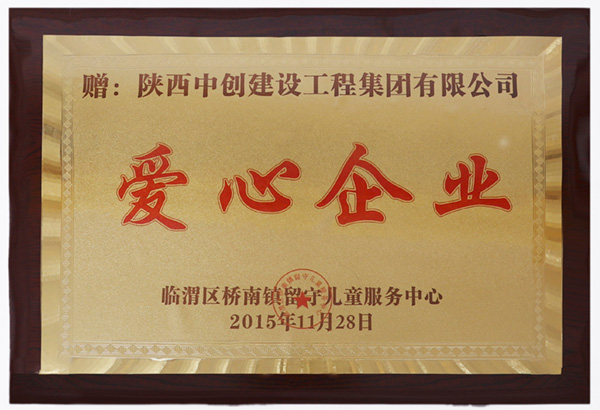 赠：陕西中创建设工程集团有限公司
爱心企业
临渭区桥南镇留守儿童服务中心
2015年11月28日